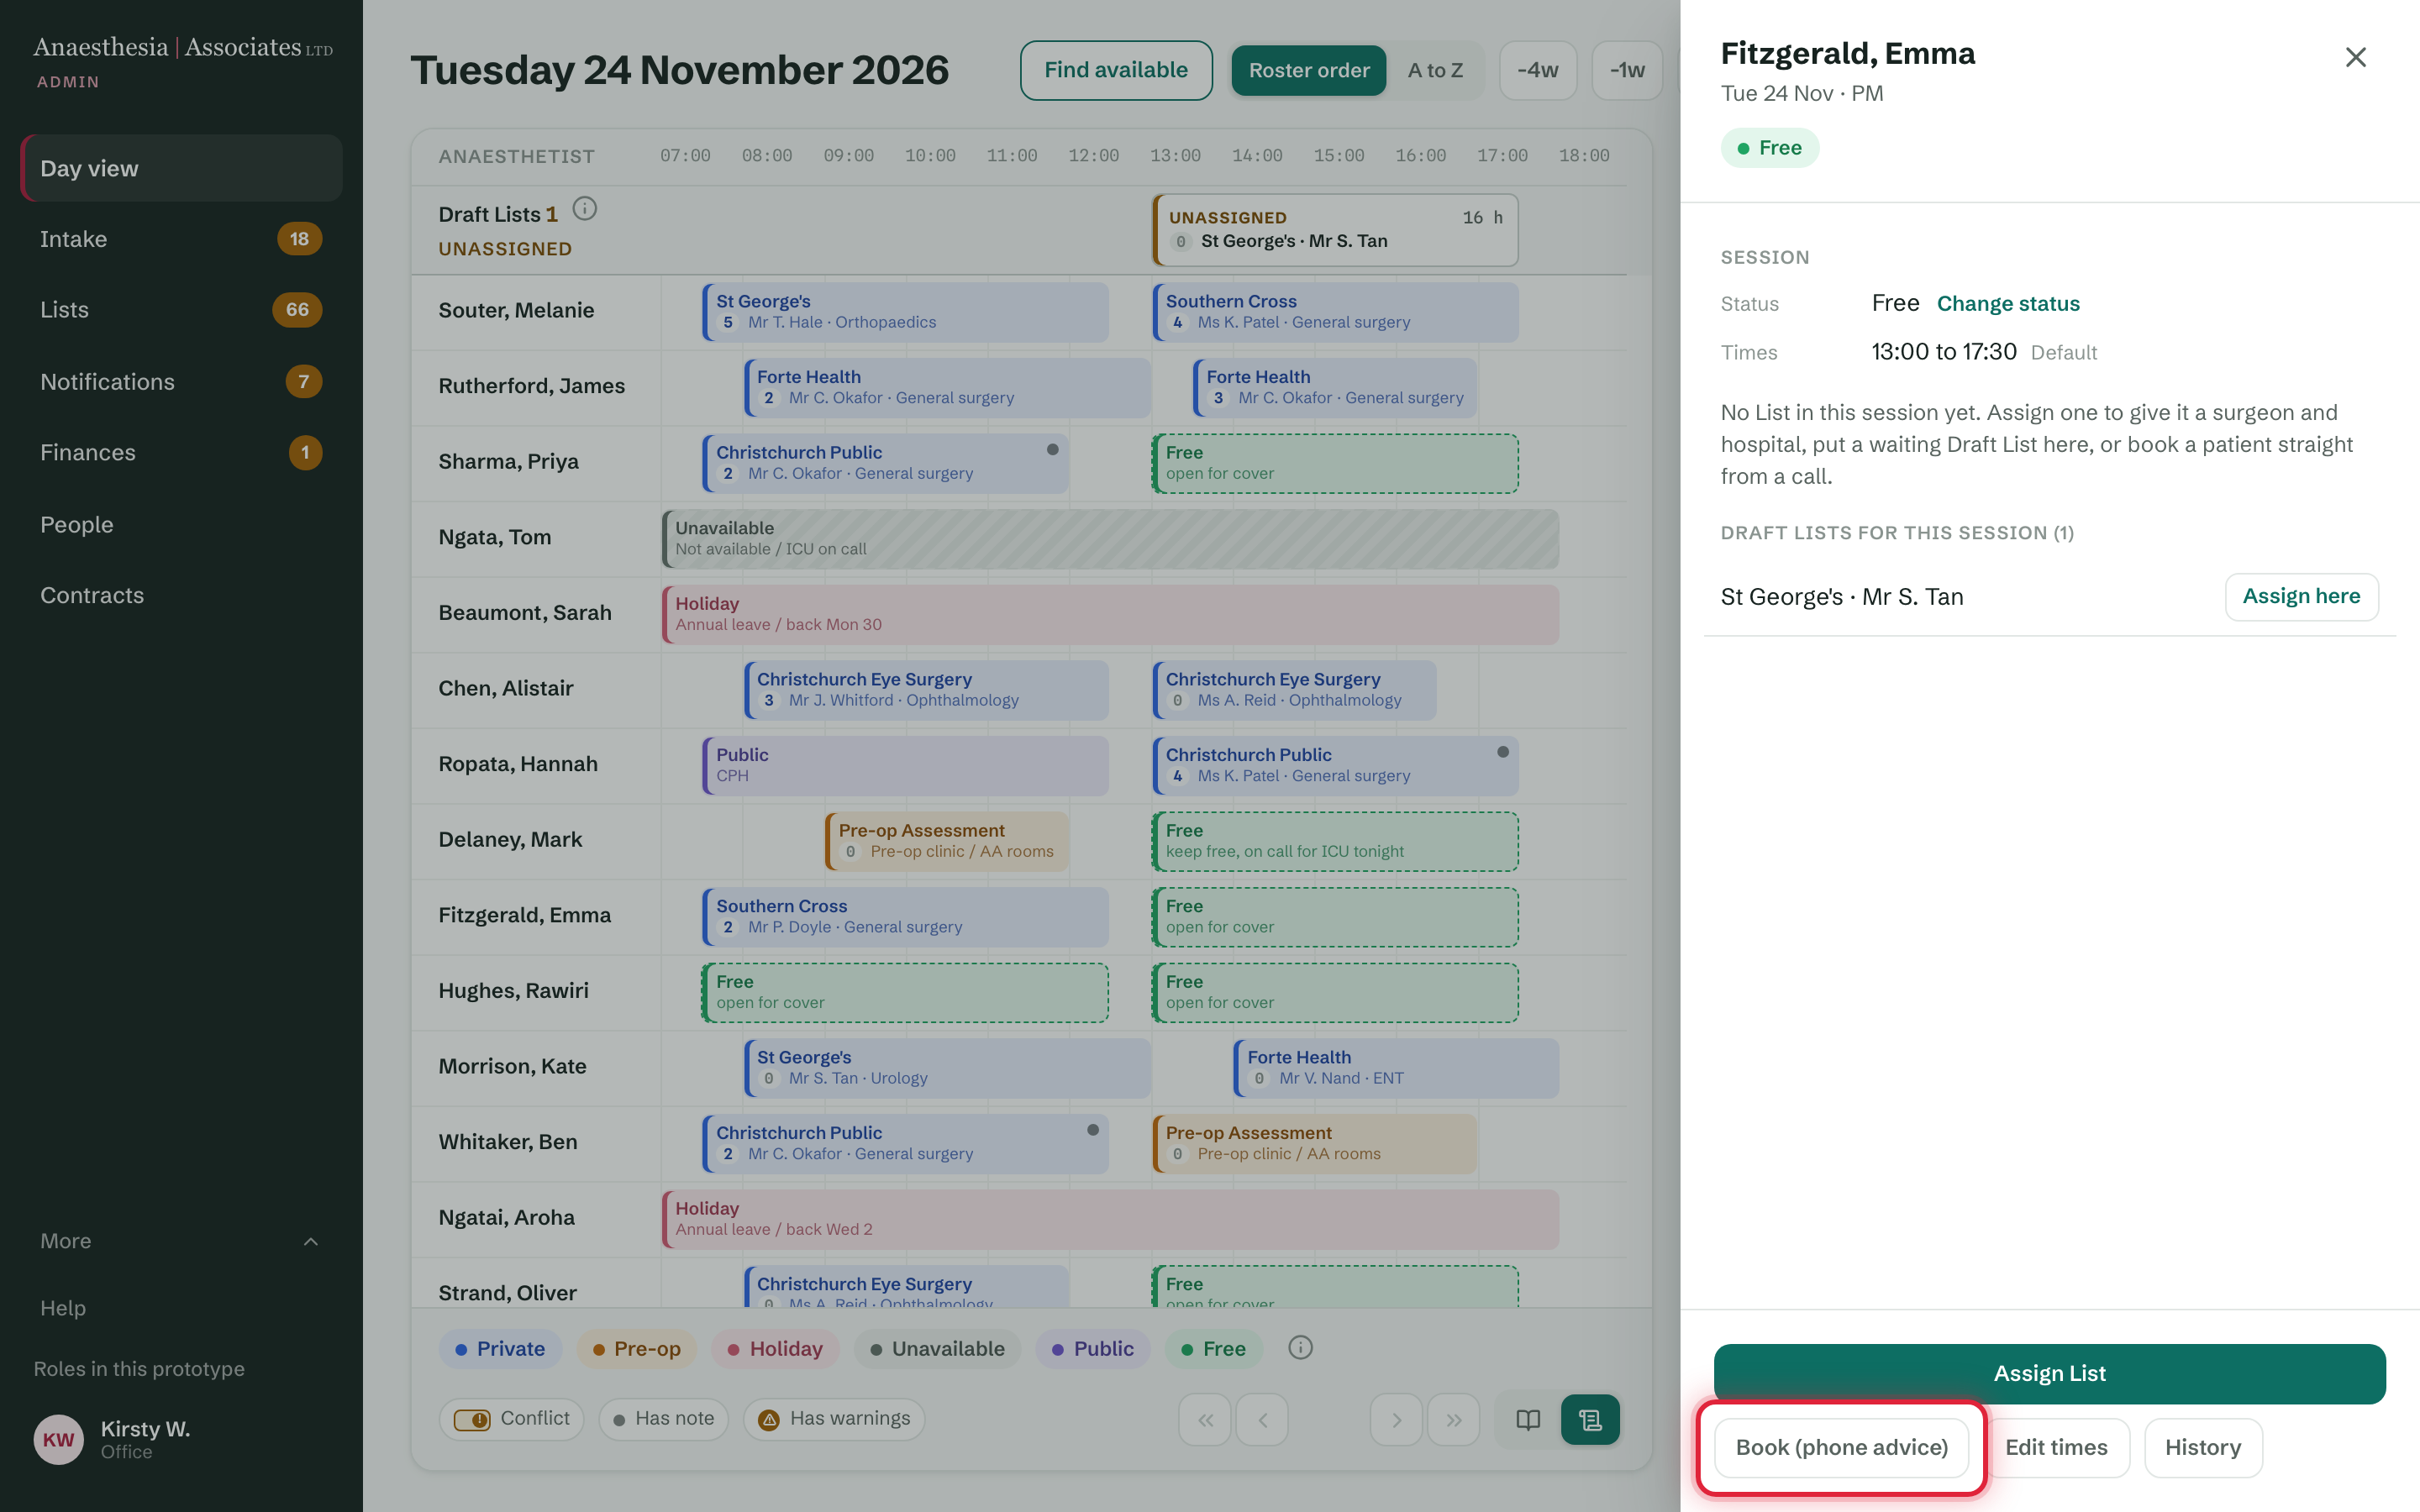 Anaesthesia | Associates LTD
ADMIN
Day view
Intake 18
Lists 66
Notifications 7
Finances 1
People
Contracts
More
Help
Roles in this prototype
KW Kirsty W.
Office
Tuesday 24 November 2026
Find available
Roster order A to Z
-4w
-1w
ANAESTHETIST 07:00 08:00 09:00 10:00 11:00 12:00 13:00 14:00 15:00 16:00 17:00 18:00
Draft Lists 1
UNASSIGNED
UNASSIGNED 16 h
0 St George's · Mr S. Tan
Souter, Melanie
St George's
5 Mr T. Hale · Orthopaedics
Southern Cross
4 Ms K. Patel · General surgery
Rutherford, James
Forte Health
2 Mr C. Okafor · General surgery
Forte Health
3 Mr C. Okafor · General surgery
Sharma, Priya
Christchurch Public
2 Mr C. Okafor · General surgery
Free
open for cover
Ngata, Tom
Unavailable
Not available / ICU on call
Beaumont, Sarah
Holiday
Annual leave / back Mon 30
Chen, Alistair
Christchurch Eye Surgery
3 Mr J. Whitford · Ophthalmology
Christchurch Eye Surgery
0 Ms A. Reid · Ophthalmology
Ropata, Hannah
Public
CPH
Christchurch Public
4 Ms K. Patel · General surgery
Delaney, Mark
Pre-op Assessment
0 Pre-op clinic / AA rooms
Free
keep free, on call for ICU tonight
Fitzgerald, Emma
Southern Cross
2 Mr P. Doyle · General surgery
Free
open for cover
Hughes, Rawiri
Free
open for cover
Free
open for cover
Morrison, Kate
St George's
0 Mr S. Tan · Urology
Forte Health
0 Mr V. Nand · ENT
Whitaker, Ben
Christchurch Public
2 Mr C. Okafor · General surgery
Pre-op Assessment
0 Pre-op clinic / AA rooms
Ngatai, Aroha
Holiday
Annual leave / back Wed 2
Strand, Oliver
Christchurch Eye Surgery
0 Ms A. Reid · Ophthalmology
Free
open for cover
Private
Pre-op
Holiday
Unavailable
Public
Free
Conflict
Has note
Has warnings
Fitzgerald, Emma
Tue 24 Nov · PM
Free
SESSION
Status Free Change status
Times 13:00 to 17:30 Default
No List in this session yet. Assign one to give it a surgeon and
hospital, put a waiting Draft List here, or book a patient straight
from a call.
DRAFT LISTS FOR THIS SESSION (1)
St George's · Mr S. Tan Assign here
Assign List
Book (phone advice)
Edit times
History